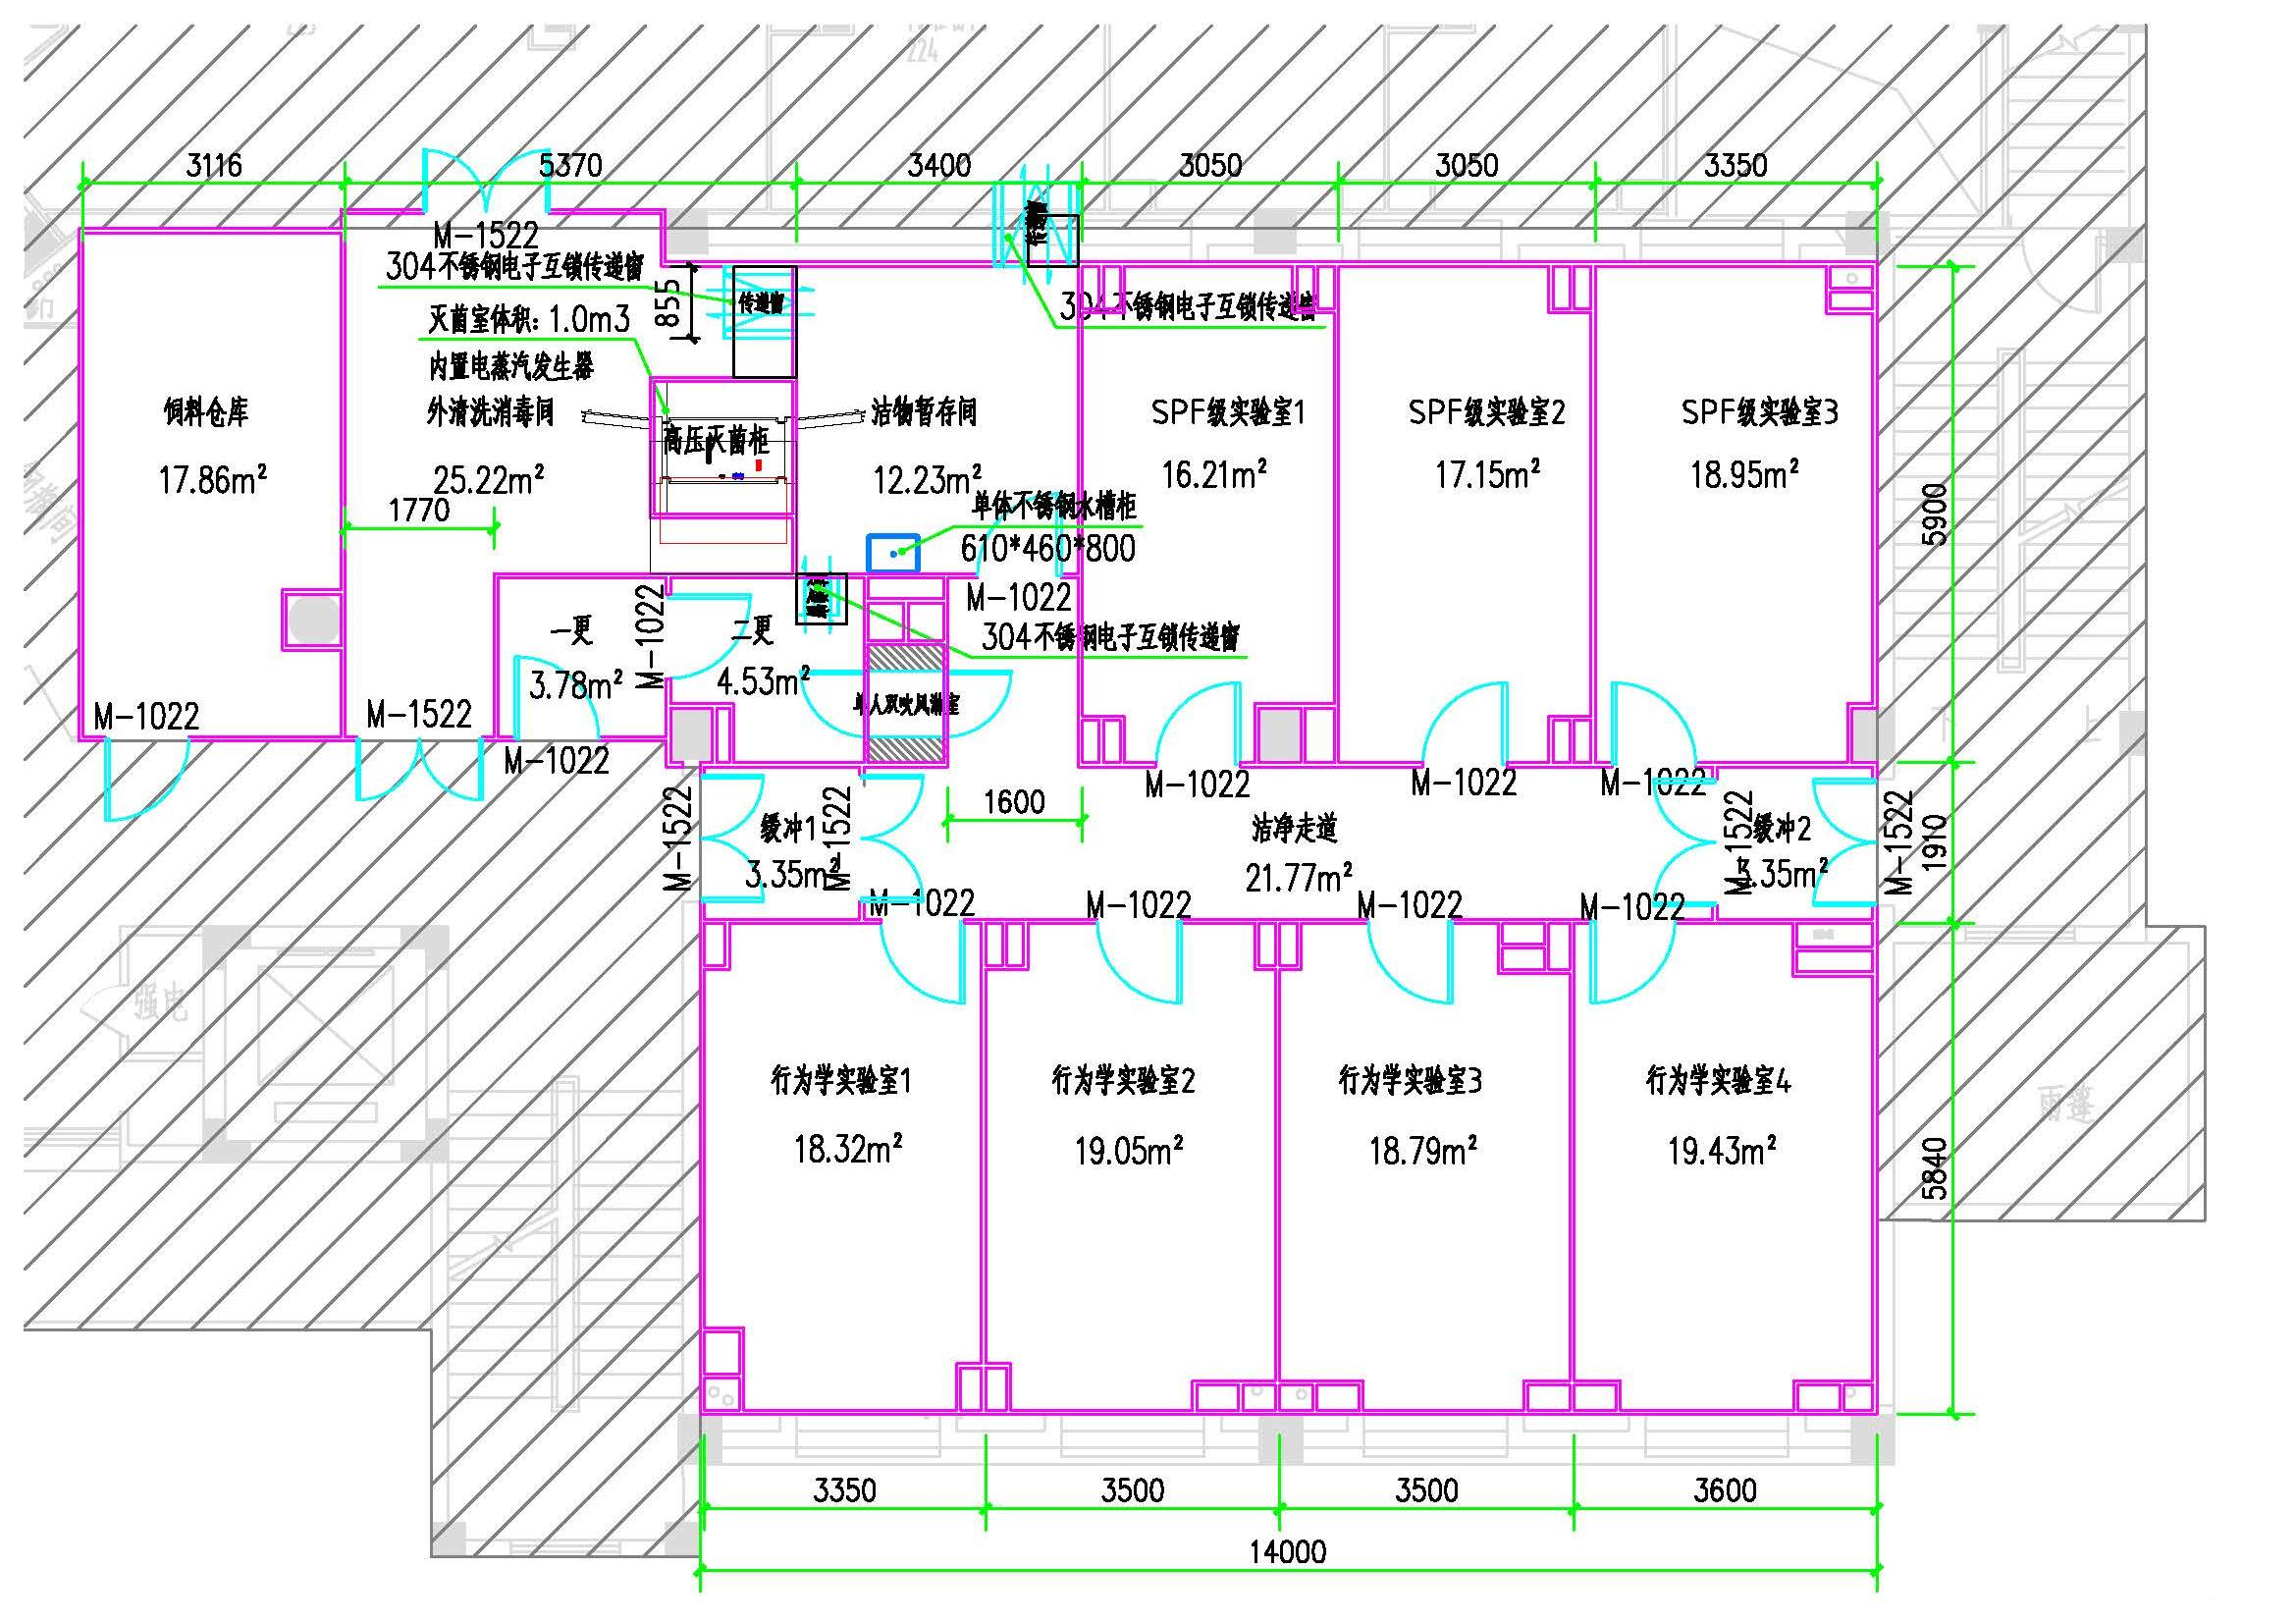 224
3116
5370
3400
3050
3050
3350
M-1522
304不锈钢电子互锁传递窗
855
传递窗
灭菌室体积：1.0m3
内置电蒸汽发生器
304不锈钢电子互锁传递窗
饲料仓库
17.86m²
外清洗消毒间
25.22m²
高压灭菌柜
洁物暂存间
12.23m²
SPF级实验室1
16.21m²
SPF级实验室2
17.15m²
SPF级实验室3
18.95m²
1770
单体不锈钢水槽柜
610*460*800
5900
M-1022
M-1022
一更
3.78m²
二更
4.53m²
304不锈钢电子互锁传递窗
单人双吹风淋室
M-1022
M-1522
M-1022
M-1022
M-1022
M-1022
下
上
M-1522
缓冲1
3.35m²
M-1522
1600
洁净走道
21.77m²
M-1522
缓冲2
3.35m²
M-1522
1910
M-1022
M-1022
M-1022
M-1022
强电
行为学实验室1
18.32m²
行为学实验室2
19.05m²
行为学实验室3
18.79m²
行为学实验室4
19.43m²
雨篷
5840
3350
3500
3500
3600
14000